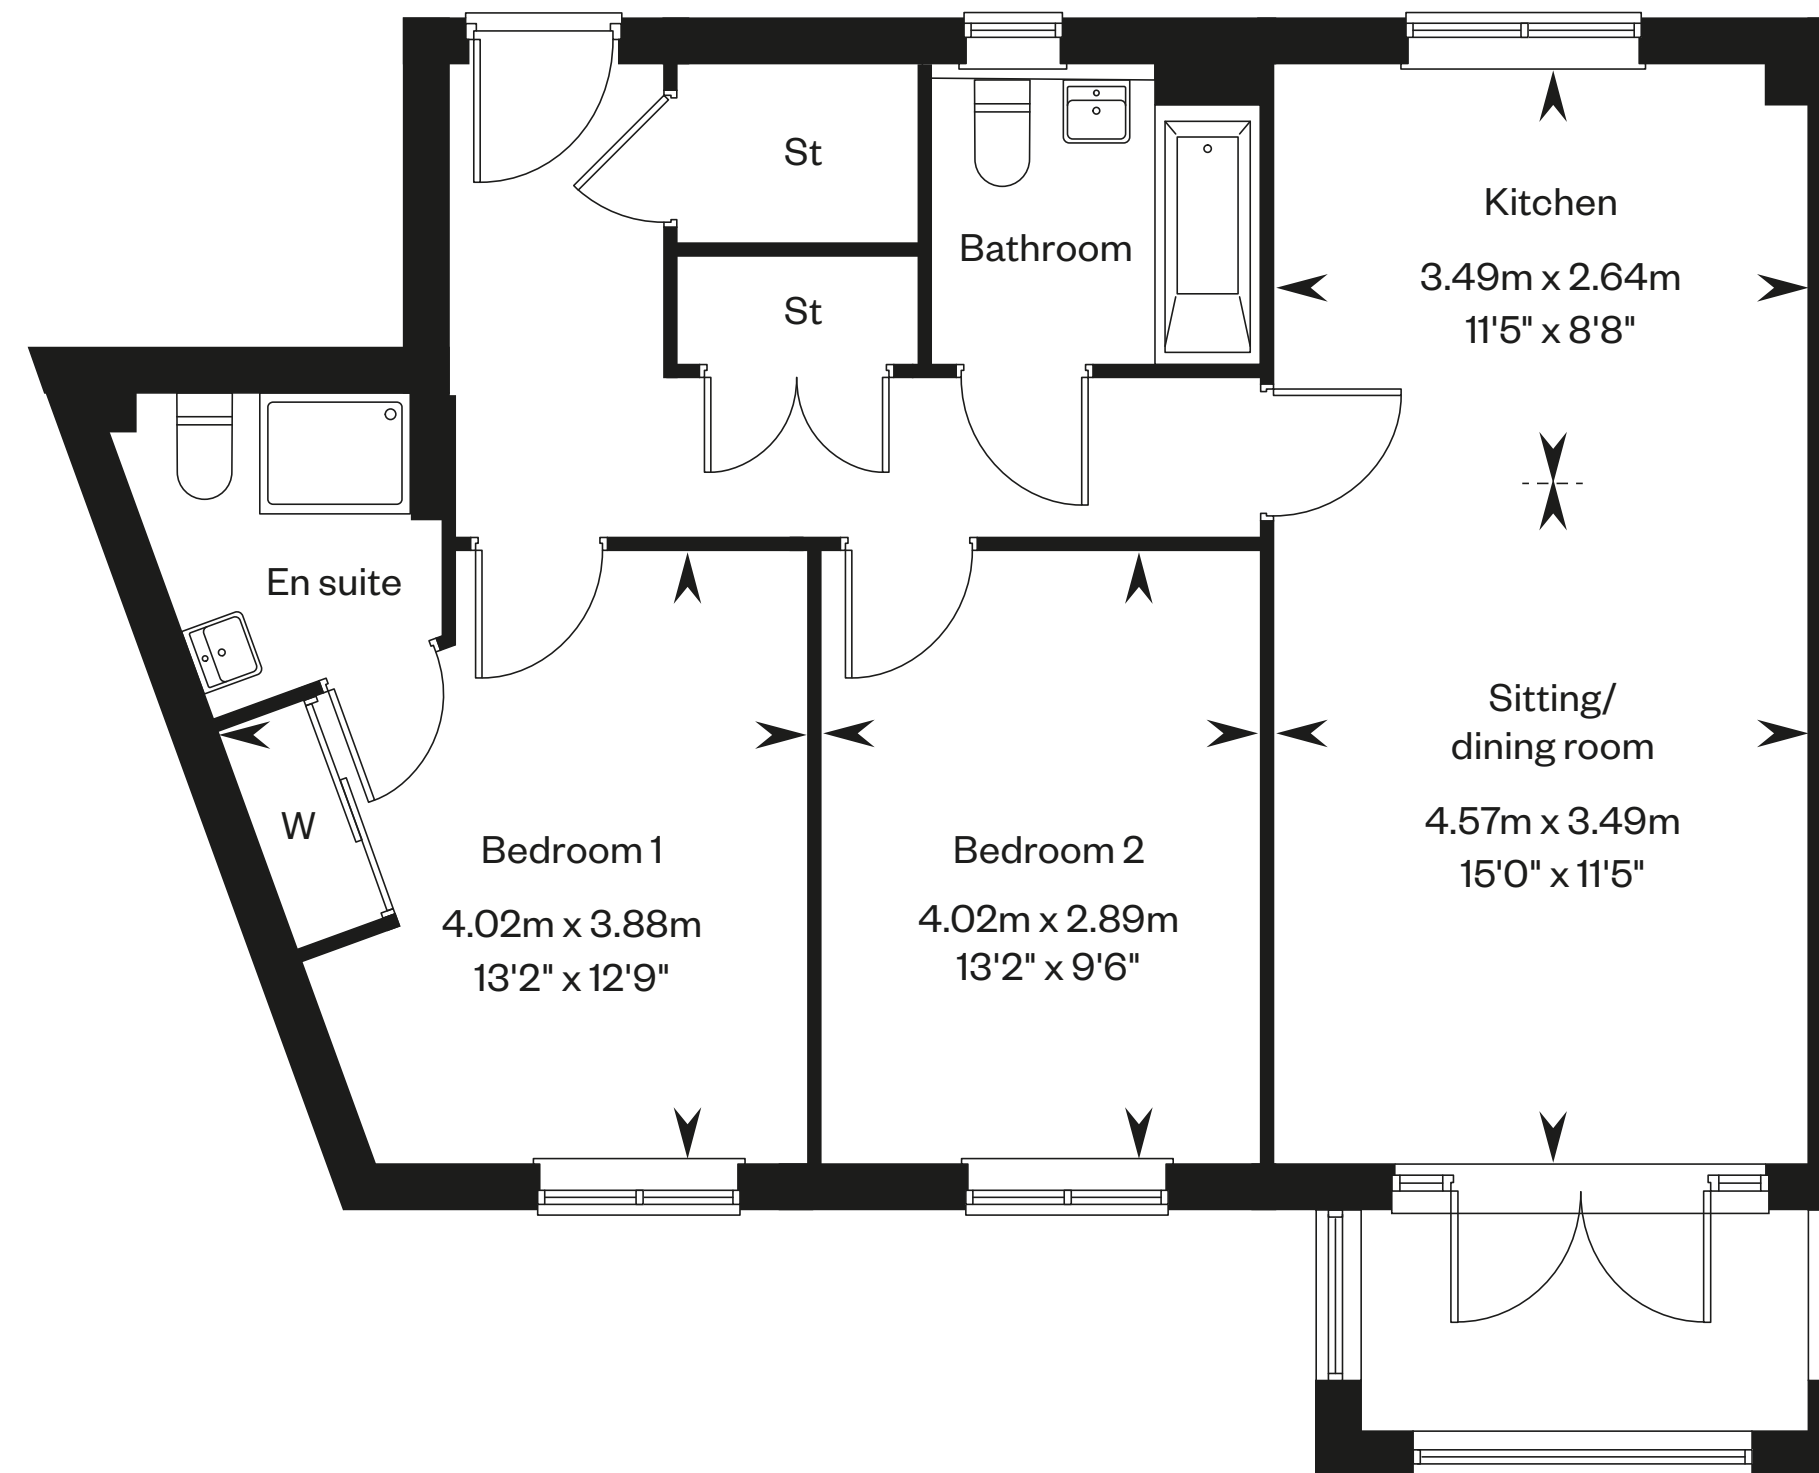 St
St
Bathroom
Kitchen
3.49m x 2.64m
11'5" x 8'8"
En suite
W
Bedroom 1
4.02m x 3.88m
13'2" x 12'9"
Bedroom 2
4.02m x 2.89m
13'2" x 9'6"
Sitting/
dining room
4.57m x 3.49m
15'0" x 11'5"